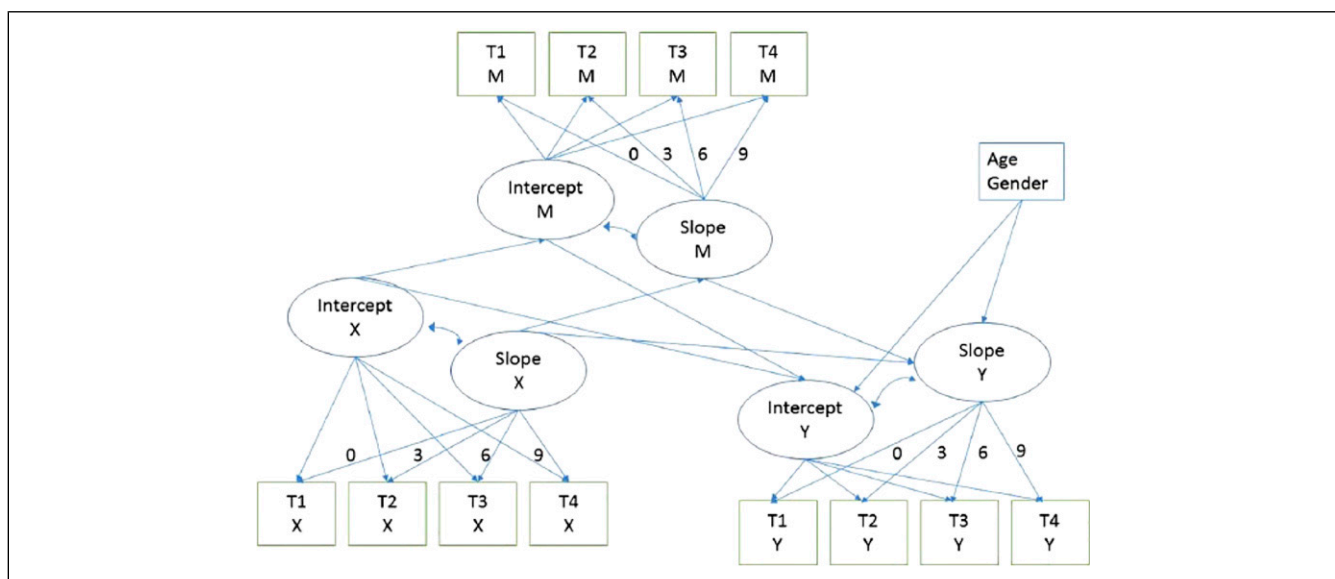 T1
M
T2
M
T3
M
T4
M
0 3 6 9
Age
Gender
Intercept
M
Slope
M
Intercept
X
Slope
X
Slope
Y
Intercept
Y
0 3 6 9
0 3 6 9
T1
X
T2
X
T3
X
T4
X
T1
Y
T2
Y
T3
Y
T4
Y